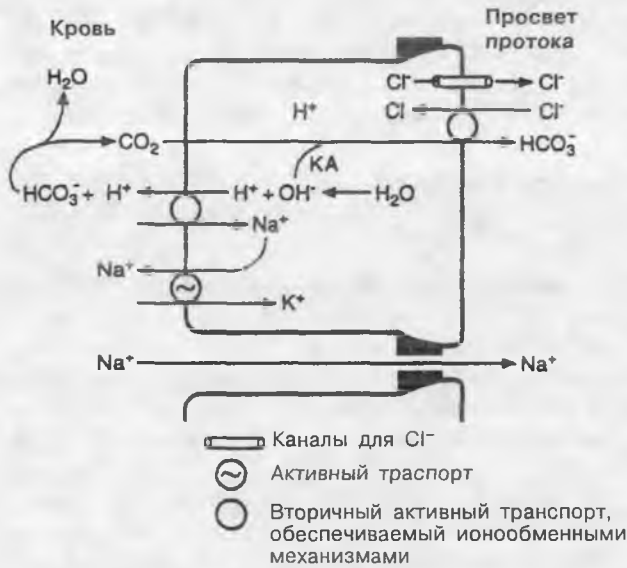 Кровь
Просвет
протока
H₂O
Cl⁻ Cl⁻
H⁺ Cl Cl⁻
CO₂ HCO₃⁻
КА
HCO₃⁻ + H⁺ H⁺ + OH⁻ H₂O
Na⁺
Na⁺
K⁺
Na⁺ Na⁺
Каналы для Cl⁻
Активный траспорт
Вторичный активный транспорт,
обеспечиваемый ионообменными
механизмами